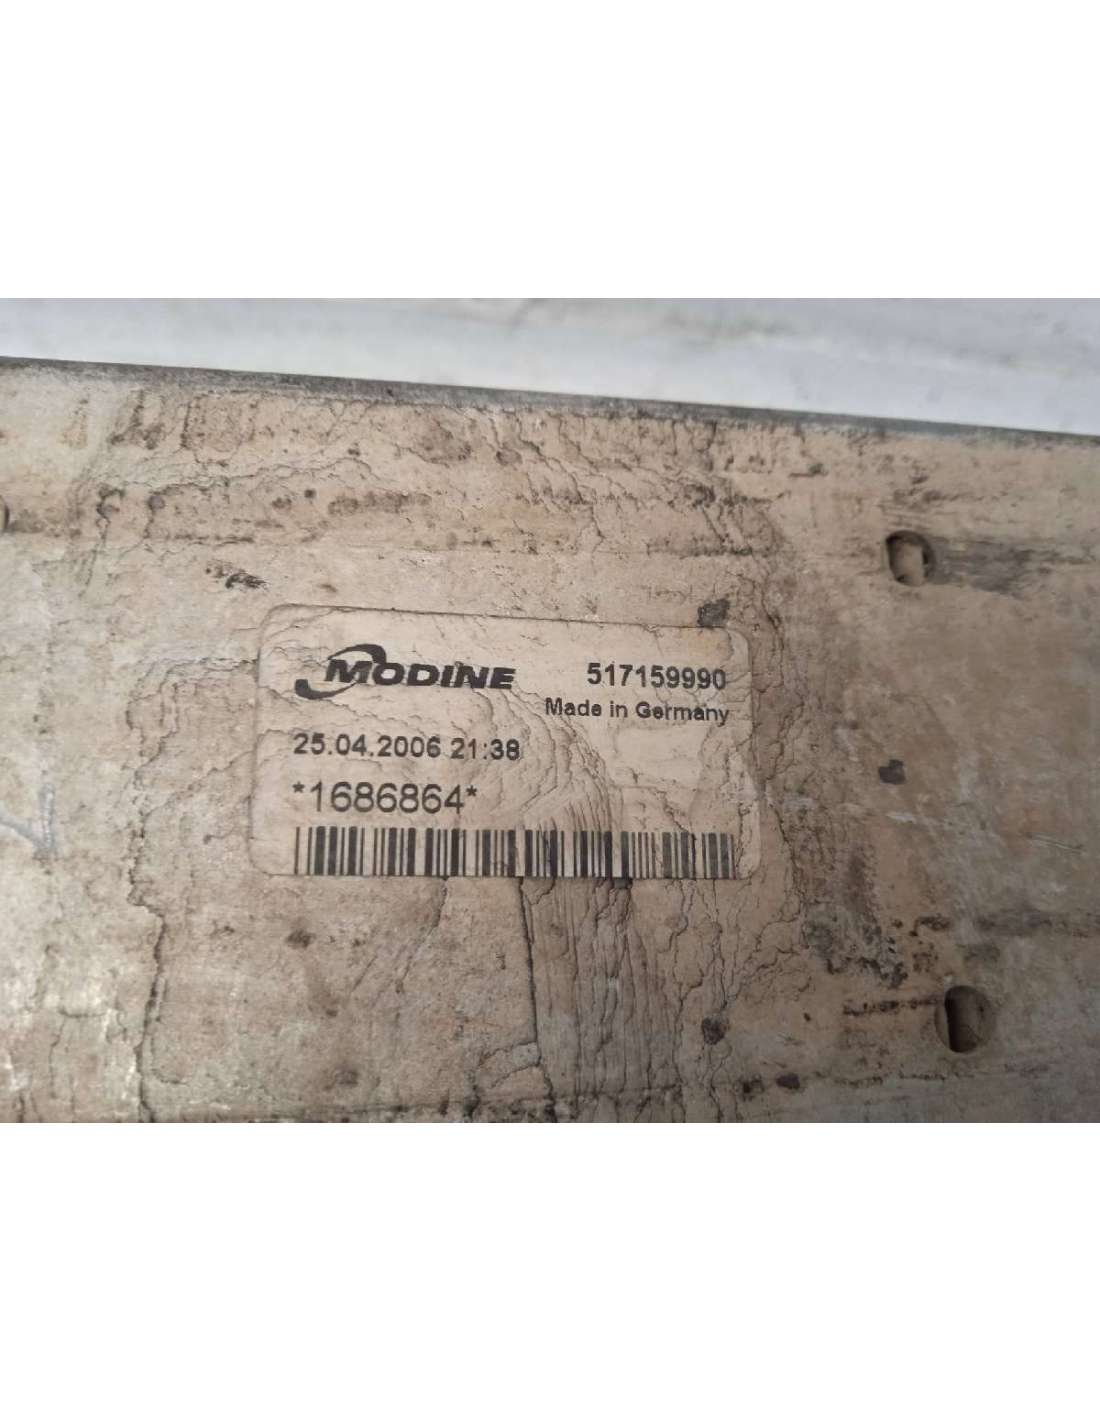 MODINE 517159990
Made in Germany
25.04.2006 21:38
*1686864*